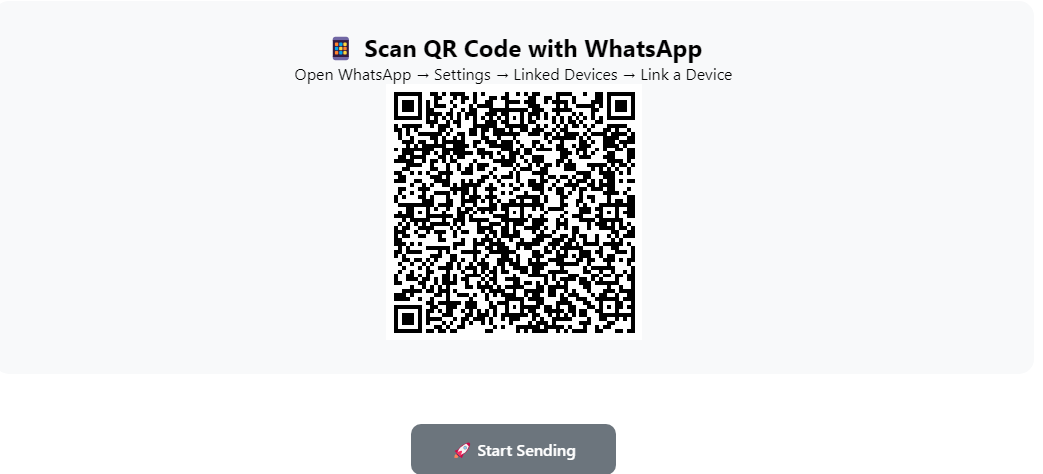 Scan QR Code with WhatsApp
Open WhatsApp → Settings → Linked Devices → Link a Device
🚀 Start Sending